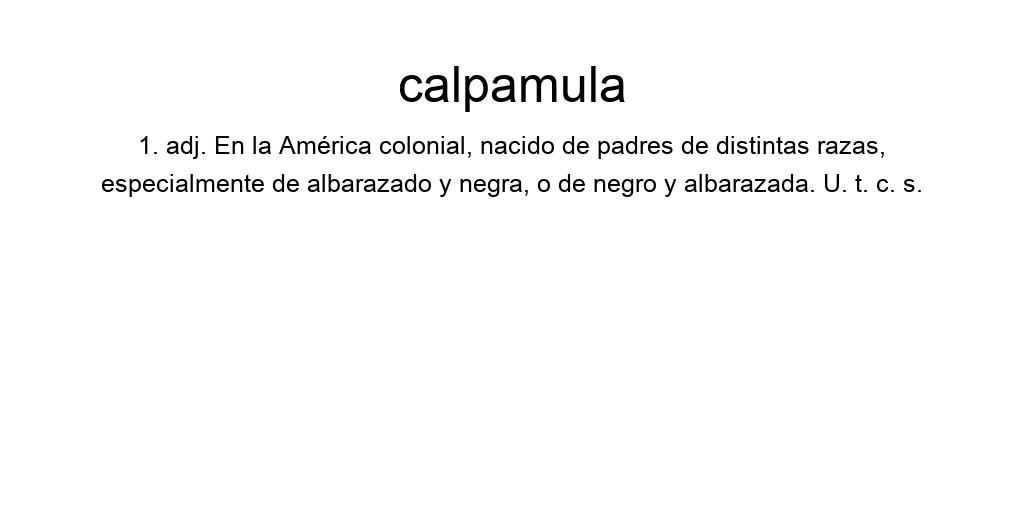 calpamula
1. adj. En la América colonial, nacido de padres de distintas razas,
especialmente de albarazado y negra, o de negro y albarazada. U. t. c. s.